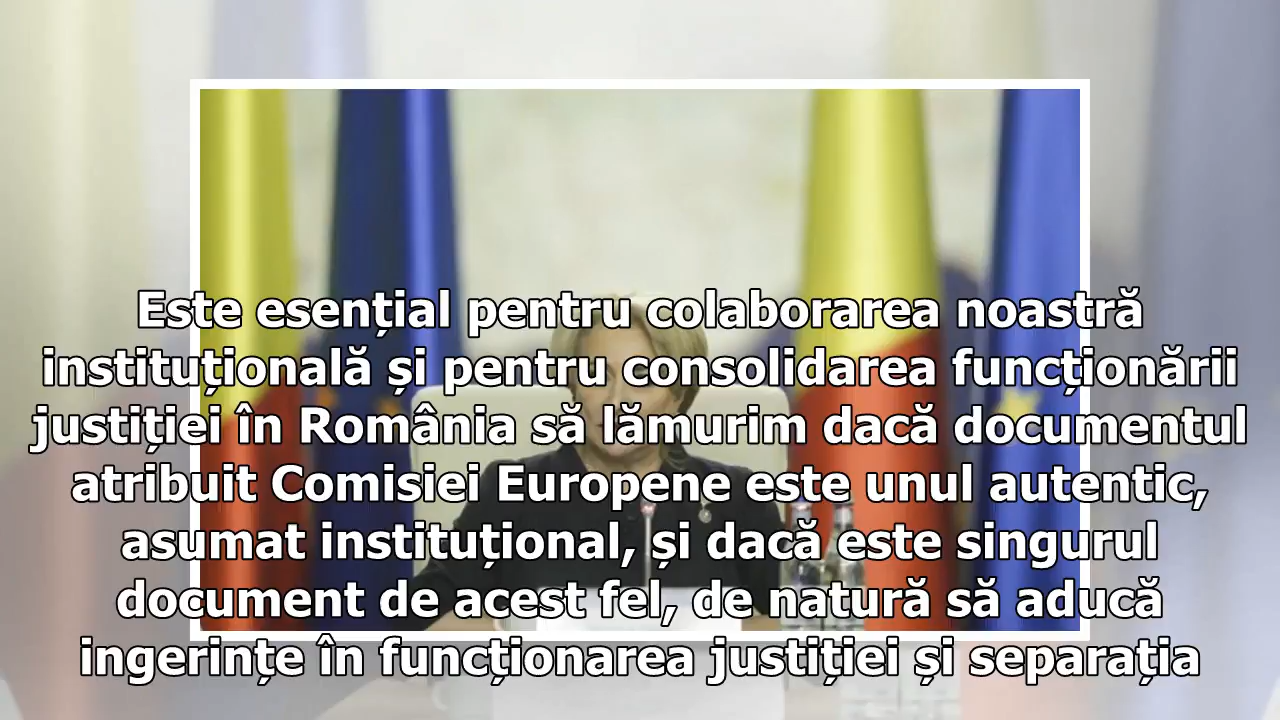 Este esențial pentru colaborarea noastră
instituțională și pentru consolidarea funcționării
justiției în România să lămurim dacă documentul
atribuit Comisiei Europene este unul autentic,
asumat instituțional, și dacă este singurul
document de acest fel, de natură să aducă
ingerințe în funcționarea justiției și separația